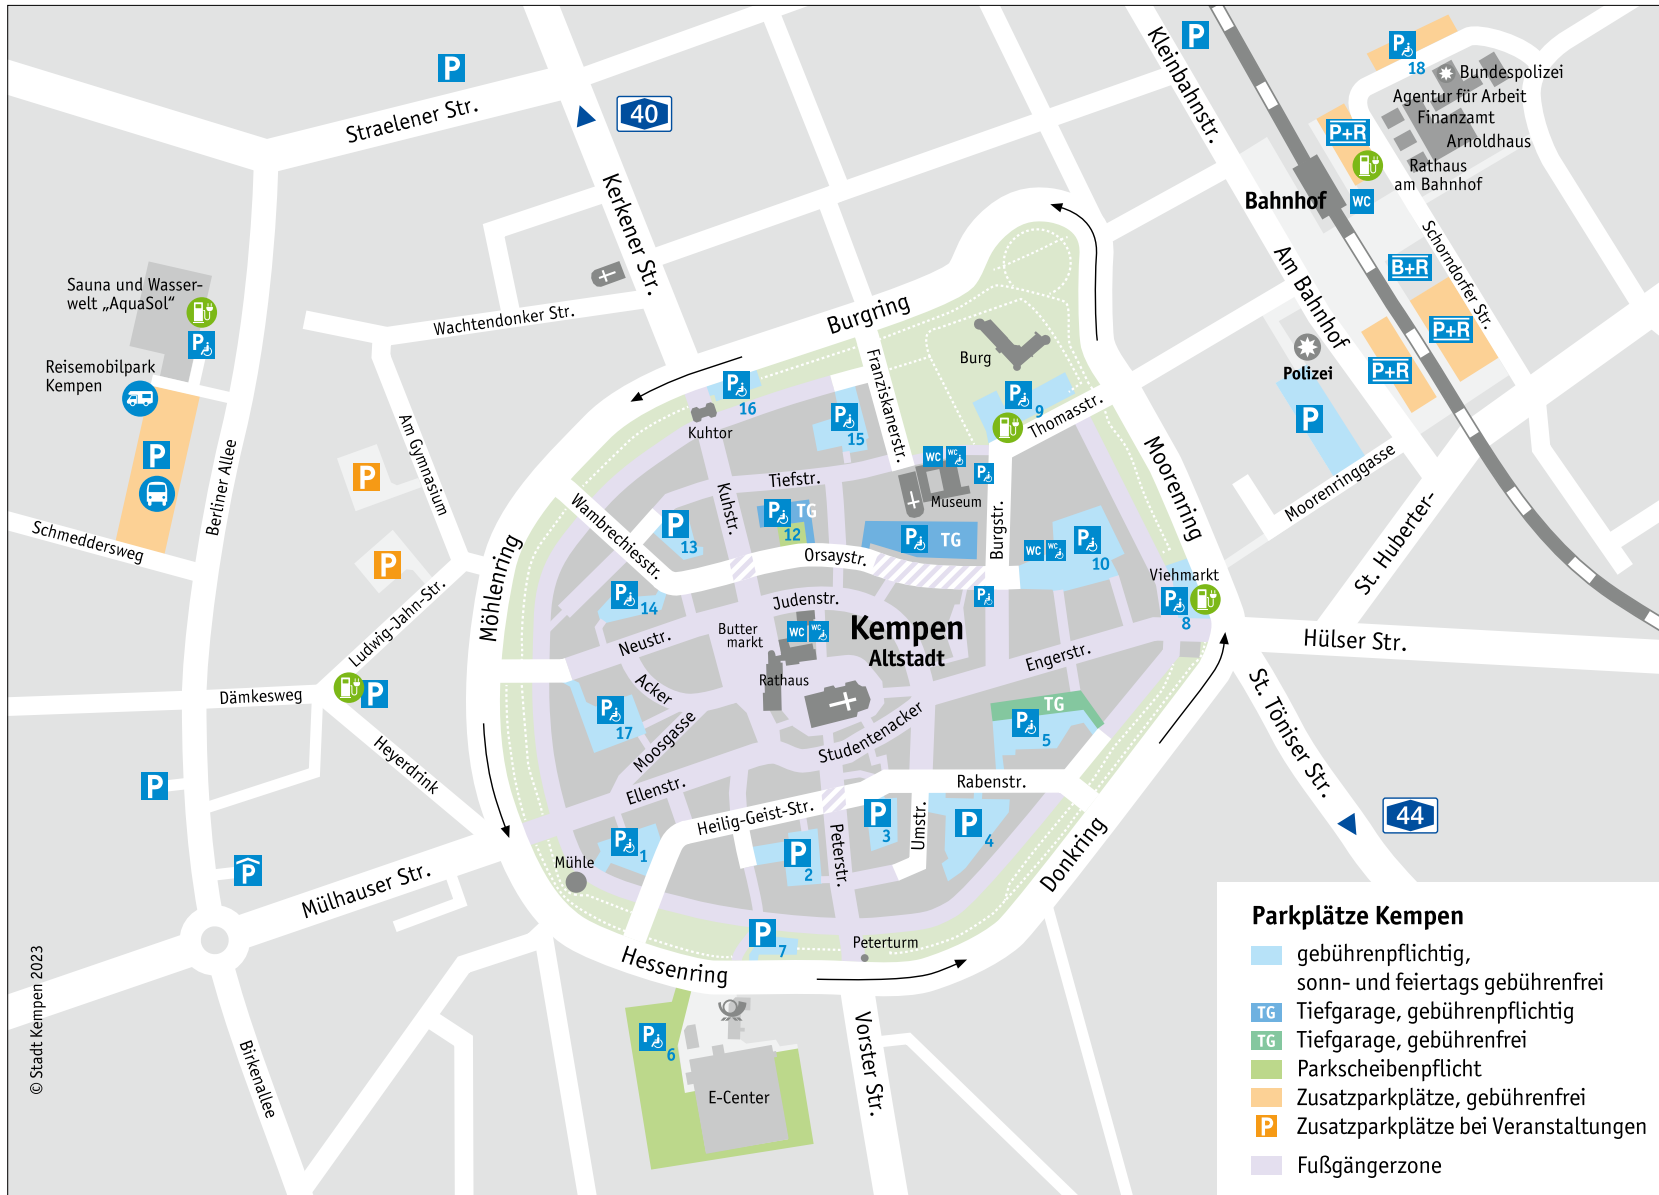 P
Straelener Str.
40
Kerkener Str.
Kleinbahnstr.
P
P
18
Bundespolizei
Agentur für Arbeit
Finanzamt
Arnoldhaus
P+R
Rathaus
am Bahnhof
Bahnhof
WC
Schorndorfer Str.
B+R
P+R
P+R
Am Bahnhof
Polizei
P
Moorenringgasse
St. Huberter-
Sauna und Wasser-
welt „AquaSol“
P
Reisemobilpark
Kempen
P
Berliner Allee
Schmeddersweg
Wachtendonker Str.
Am Gymnasium
P
P
Ludwig-Jahn-Str.
Dämkesweg
P
Heyerdrink
P
P
Mülhauser Str.
Birkenallee
© Stadt Kempen 2023
Burgring
Burg
Franziskanerstr.
P
9
Thomasstr.
P
16
Kuhtor
P
15
Moorenring
Möhlenring
Wambrechiesstr.
Kuhstr.
Tiefstr.
WC
WC
P
Museum
Burgstr.
P
TG
12
P
13
Orsaystr.
P
TG
WC
WC
P
10
P
Viehmarkt
P
8
P
14
Judenstr.
Neustr.
Butter
markt
WC
WC
Kempen
Altstadt
Rathaus
Engerstr.
Hülser Str.
St. Töniser Str.
44
Acker
P
17
Moosgasse
Studentenacker
TG
P
5
Ellenstr.
Rabenstr.
Heilig-Geist-Str.
P
1
Mühle
P
2
Peterstr.
P
3
Umstr.
P
4
Donkring
P
7
Peterturm
Hessenring
P
6
E-Center
Vorster Str.
Parkplätze Kempen
gebührenpflichtig,
sonn- und feiertags gebührenfrei
TG Tiefgarage, gebührenpflichtig
TG Tiefgarage, gebührenfrei
Parkscheibenpflicht
Zusatzparkplätze, gebührenfrei
P Zusatzparkplätze bei Veranstaltungen
Fußgängerzone